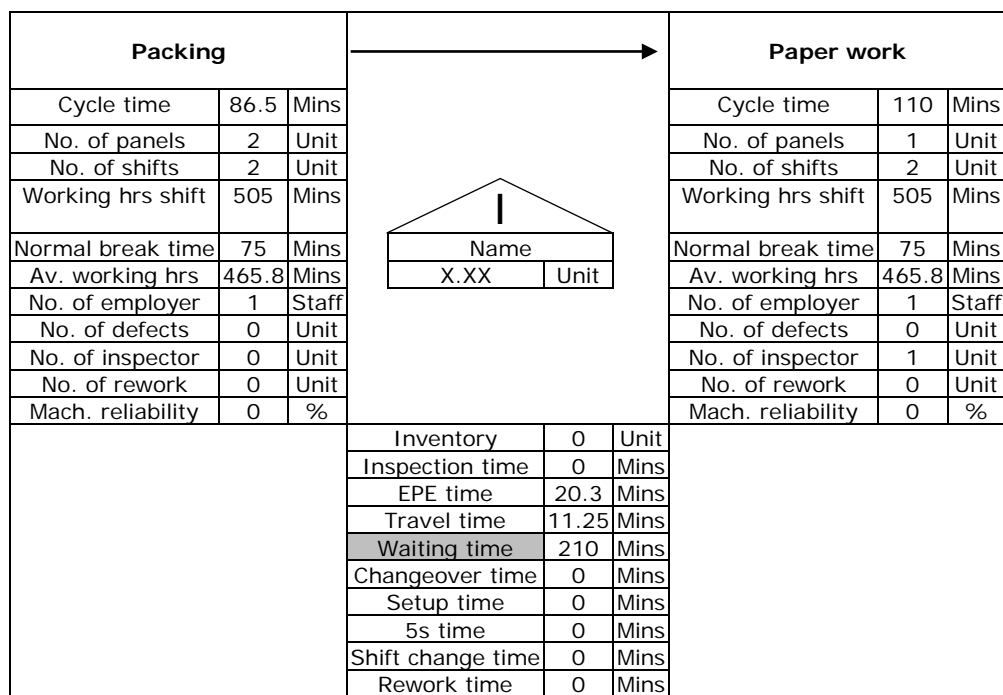 Packing
Paper work
Cycle time 86.5 Mins
Cycle time 110 Mins
No. of panels 2 Unit
No. of panels 1 Unit
No. of shifts 2 Unit
No. of shifts 2 Unit
Working hrs shift 505 Mins
Working hrs shift 505 Mins
I
Name
Normal break time 75 Mins
Normal break time 75 Mins
X.XX Unit
Av. working hrs 465.8 Mins
Av. working hrs 465.8 Mins
No. of employer 1 Staff
No. of employer 1 Staff
No. of defects 0 Unit
No. of defects 0 Unit
No. of inspector 0 Unit
No. of inspector 1 Unit
No. of rework 0 Unit
No. of rework 0 Unit
Mach. reliability 0 %
Mach. reliability 0 %
Inventory 0 Unit
Inspection time 0 Mins
EPE time 20.3 Mins
Travel time 11.25 Mins
Waiting time 210 Mins
Changeover time 0 Mins
Setup time 0 Mins
5s time 0 Mins
Shift change time 0 Mins
Rework time 0 Mins